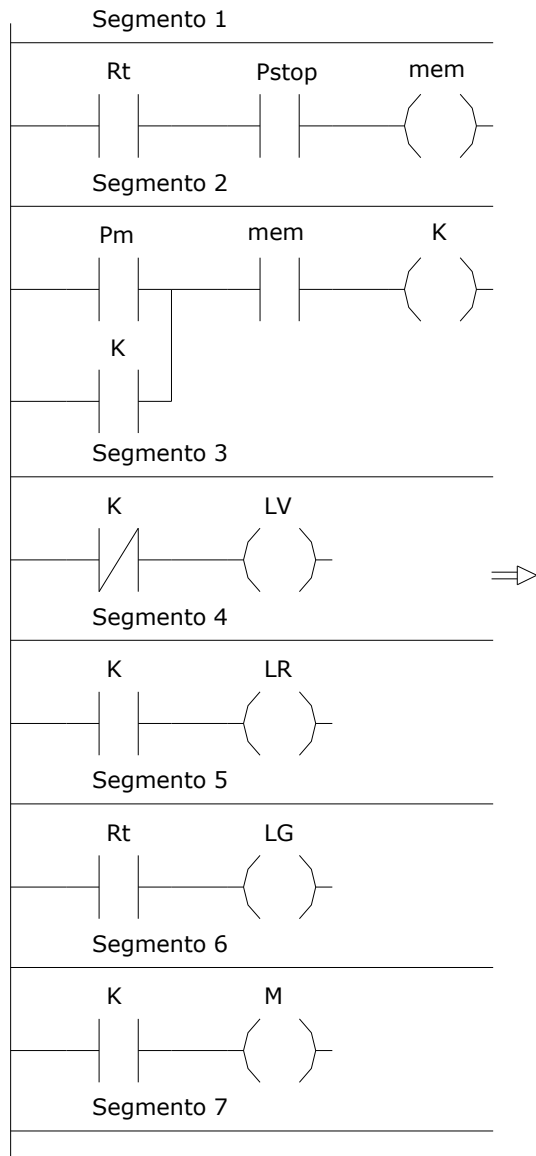 Segmento 1
Rt Pstop mem
Segmento 2
Pm mem K
K
Segmento 3
K LV
Segmento 4
K LR
Segmento 5
Rt LG
Segmento 6
K M
Segmento 7